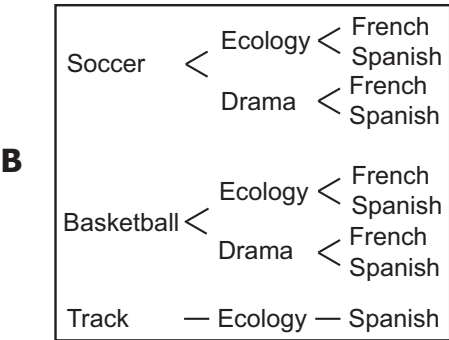 French
Ecology
Spanish
Soccer
French
Drama
Spanish
B
French
Ecology
Spanish
Basketball
French
Drama
Spanish
Track — Ecology — Spanish